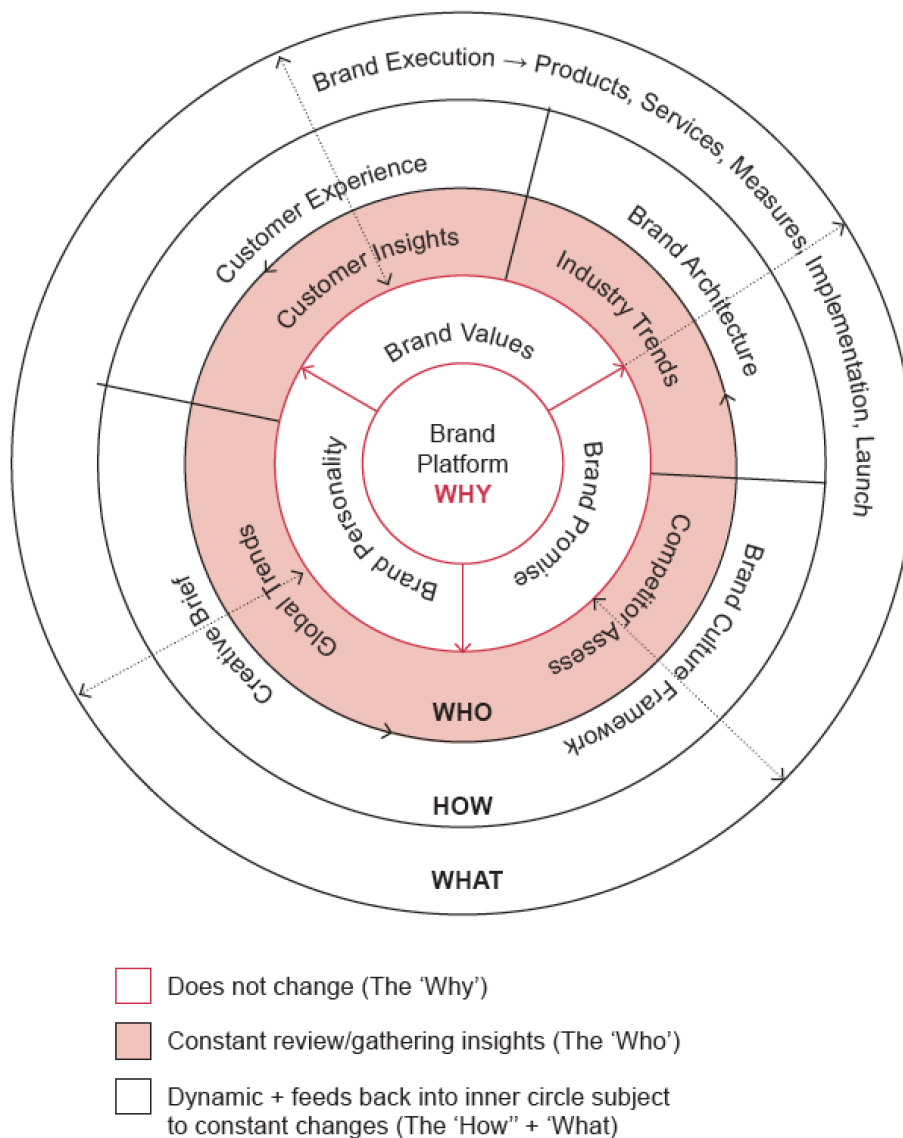 Brand Execution → Products, Services, Measures, Implementation, Launch
Customer Experience
Brand Architecture
Customer Insights
Industry Trends
Brand Values
Brand
Platform
WHY
Brand Personality
Brand Promise
Global Trends
Competitor Assess
Creative Brief
Brand Culture
Framework
WHO
HOW
WHAT
Does not change (The ‘Why’)
Constant review/gathering insights (The ‘Who’)
Dynamic + feeds back into inner circle subject
to constant changes (The ‘How” + ‘What)